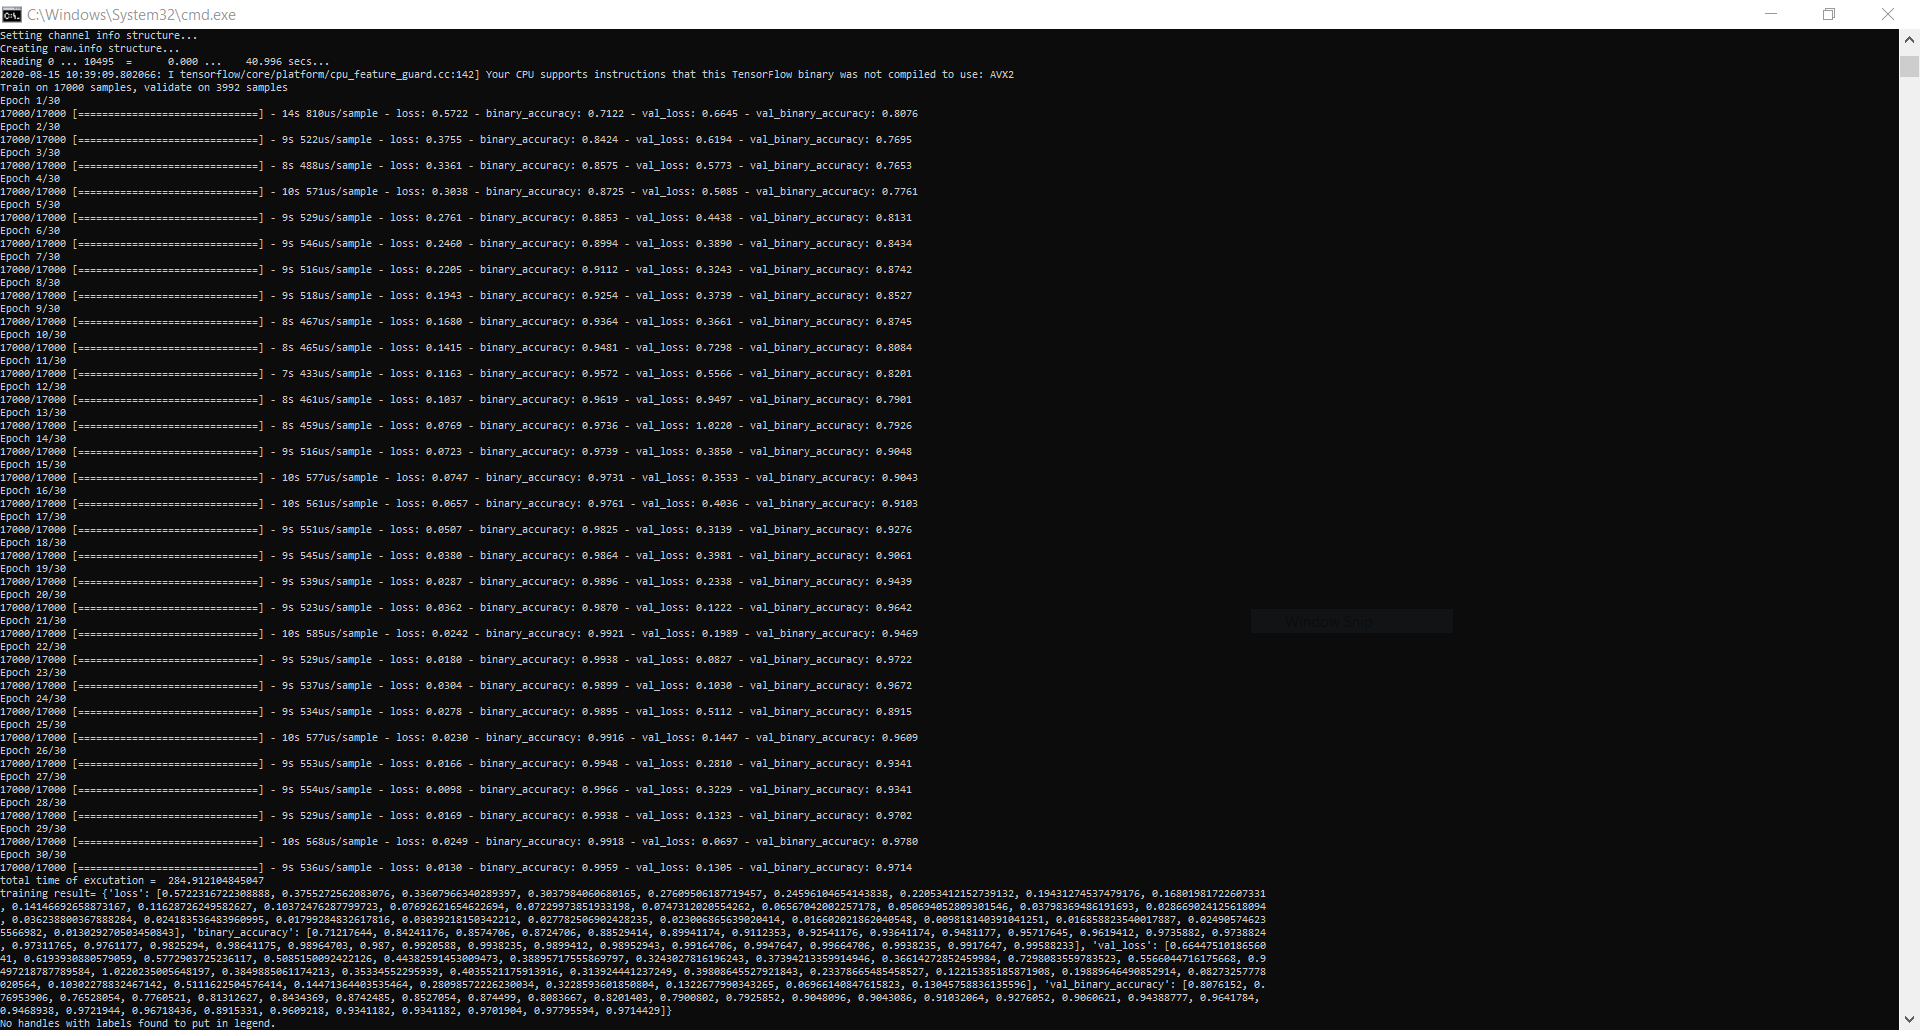 C:\Windows\System32\cmd.exe
Setting channel info structure...
Creating raw.info structure...
Reading 0 ... 10495  =      0.000 ...    40.996 secs...
2020-08-15 10:39:09.802066: I tensorflow/core/platform/cpu_feature_guard.cc:142] Your CPU supports instructions that this TensorFlow binary was not compiled to use: AVX2
Train on 17000 samples, validate on 3992 samples
Epoch 1/30
17000/17000 [==============================] - 14s 810us/sample - loss: 0.5722 - binary_accuracy: 0.7122 - val_loss: 0.6645 - val_binary_accuracy: 0.8076
Epoch 2/30
17000/17000 [==============================] - 9s 522us/sample - loss: 0.3755 - binary_accuracy: 0.8424 - val_loss: 0.6194 - val_binary_accuracy: 0.7695
Epoch 3/30
17000/17000 [==============================] - 8s 488us/sample - loss: 0.3361 - binary_accuracy: 0.8575 - val_loss: 0.5773 - val_binary_accuracy: 0.7653
Epoch 4/30
17000/17000 [==============================] - 10s 571us/sample - loss: 0.3038 - binary_accuracy: 0.8725 - val_loss: 0.5085 - val_binary_accuracy: 0.7761
Epoch 5/30
17000/17000 [==============================] - 9s 529us/sample - loss: 0.2761 - binary_accuracy: 0.8853 - val_loss: 0.4438 - val_binary_accuracy: 0.8131
Epoch 6/30
17000/17000 [==============================] - 9s 546us/sample - loss: 0.2460 - binary_accuracy: 0.8994 - val_loss: 0.3890 - val_binary_accuracy: 0.8434
Epoch 7/30
17000/17000 [==============================] - 9s 516us/sample - loss: 0.2205 - binary_accuracy: 0.9112 - val_loss: 0.3243 - val_binary_accuracy: 0.8742
Epoch 8/30
17000/17000 [==============================] - 9s 518us/sample - loss: 0.1943 - binary_accuracy: 0.9254 - val_loss: 0.3739 - val_binary_accuracy: 0.8527
Epoch 9/30
17000/17000 [==============================] - 8s 467us/sample - loss: 0.1680 - binary_accuracy: 0.9364 - val_loss: 0.3661 - val_binary_accuracy: 0.8745
Epoch 10/30
17000/17000 [==============================] - 8s 465us/sample - loss: 0.1415 - binary_accuracy: 0.9481 - val_loss: 0.7298 - val_binary_accuracy: 0.8084
Epoch 11/30
17000/17000 [==============================] - 7s 433us/sample - loss: 0.1163 - binary_accuracy: 0.9572 - val_loss: 0.5566 - val_binary_accuracy: 0.8201
Epoch 12/30
17000/17000 [==============================] - 8s 461us/sample - loss: 0.1037 - binary_accuracy: 0.9619 - val_loss: 0.9497 - val_binary_accuracy: 0.7901
Epoch 13/30
17000/17000 [==============================] - 8s 459us/sample - loss: 0.0769 - binary_accuracy: 0.9736 - val_loss: 1.0220 - val_binary_accuracy: 0.7926
Epoch 14/30
17000/17000 [==============================] - 9s 516us/sample - loss: 0.0723 - binary_accuracy: 0.9739 - val_loss: 0.3850 - val_binary_accuracy: 0.9048
Epoch 15/30
17000/17000 [==============================] - 10s 577us/sample - loss: 0.0747 - binary_accuracy: 0.9731 - val_loss: 0.3533 - val_binary_accuracy: 0.9043
Epoch 16/30
17000/17000 [==============================] - 10s 561us/sample - loss: 0.0657 - binary_accuracy: 0.9761 - val_loss: 0.4036 - val_binary_accuracy: 0.9103
Epoch 17/30
17000/17000 [==============================] - 9s 551us/sample - loss: 0.0507 - binary_accuracy: 0.9825 - val_loss: 0.3139 - val_binary_accuracy: 0.9276
Epoch 18/30
17000/17000 [==============================] - 9s 545us/sample - loss: 0.0380 - binary_accuracy: 0.9864 - val_loss: 0.3981 - val_binary_accuracy: 0.9061
Epoch 19/30
17000/17000 [==============================] - 9s 539us/sample - loss: 0.0287 - binary_accuracy: 0.9896 - val_loss: 0.2338 - val_binary_accuracy: 0.9439
Epoch 20/30
17000/17000 [==============================] - 9s 523us/sample - loss: 0.0362 - binary_accuracy: 0.9870 - val_loss: 0.1222 - val_binary_accuracy: 0.9642
Epoch 21/30
17000/17000 [==============================] - 10s 585us/sample - loss: 0.0242 - binary_accuracy: 0.9921 - val_loss: 0.1989 - val_binary_accuracy: 0.9469
Window Snip
Epoch 22/30
17000/17000 [==============================] - 9s 529us/sample - loss: 0.0180 - binary_accuracy: 0.9938 - val_loss: 0.0827 - val_binary_accuracy: 0.9722
Epoch 23/30
17000/17000 [==============================] - 9s 537us/sample - loss: 0.0304 - binary_accuracy: 0.9899 - val_loss: 0.1030 - val_binary_accuracy: 0.9672
Epoch 24/30
17000/17000 [==============================] - 9s 534us/sample - loss: 0.0278 - binary_accuracy: 0.9895 - val_loss: 0.5112 - val_binary_accuracy: 0.8915
Epoch 25/30
17000/17000 [==============================] - 10s 577us/sample - loss: 0.0230 - binary_accuracy: 0.9916 - val_loss: 0.1447 - val_binary_accuracy: 0.9609
Epoch 26/30
17000/17000 [==============================] - 9s 553us/sample - loss: 0.0166 - binary_accuracy: 0.9948 - val_loss: 0.2810 - val_binary_accuracy: 0.9341
Epoch 27/30
17000/17000 [==============================] - 9s 554us/sample - loss: 0.0098 - binary_accuracy: 0.9966 - val_loss: 0.3229 - val_binary_accuracy: 0.9341
Epoch 28/30
17000/17000 [==============================] - 9s 529us/sample - loss: 0.0169 - binary_accuracy: 0.9938 - val_loss: 0.1323 - val_binary_accuracy: 0.9702
Epoch 29/30
17000/17000 [==============================] - 10s 568us/sample - loss: 0.0249 - binary_accuracy: 0.9918 - val_loss: 0.0697 - val_binary_accuracy: 0.9780
Epoch 30/30
17000/17000 [==============================] - 9s 536us/sample - loss: 0.0130 - binary_accuracy: 0.9959 - val_loss: 0.1305 - val_binary_accuracy: 0.9714
total time of excutation =  284.912104845047
training result= {'loss': [0.5722316722308888, 0.3755272562083076, 0.33607966340289397, 0.3037984060680165, 0.27609506187719457, 0.24596104654143838, 0.22053412152739132, 0.19431274537479176, 0.16801981722607331
, 0.14146692658873167, 0.11628726249582627, 0.10372476287799723, 0.07692621654622694, 0.07229973851933198, 0.0747312020554262, 0.06567042002257178, 0.050694052809301546, 0.03798369486191693, 0.028669024125618094
, 0.036238800367888284, 0.024183536483960995, 0.01799284832617816, 0.03039218150342212, 0.027782506902428235, 0.023006865639020414, 0.016602021862040548, 0.009818140391041251, 0.016858823540017887, 0.02490574623
5566982, 0.013029270503450843], 'binary_accuracy': [0.71217644, 0.84241176, 0.8574706, 0.8724706, 0.88529414, 0.89941174, 0.9112353, 0.92541176, 0.93641174, 0.9481177, 0.95717645, 0.9619412, 0.9735882, 0.9738824
, 0.97311765, 0.9761177, 0.9825294, 0.98641175, 0.98964703, 0.987, 0.9920588, 0.9938235, 0.9899412, 0.98952943, 0.99164706, 0.9947647, 0.99664706, 0.9938235, 0.9917647, 0.99588233], 'val_loss': [0.66447510186560
41, 0.6193930880579059, 0.5772903725236117, 0.5085150092422126, 0.44382591453009473, 0.38895717555869797, 0.3243027816196243, 0.37394213359914946, 0.36614272852459984, 0.7298083559783523, 0.5566044716175668, 0.9
497218787789584, 1.0220235005648197, 0.3849885061174213, 0.35334552295939, 0.4035521175913916, 0.313924441237249, 0.39808645527921843, 0.23378665485458527, 0.12215385185871908, 0.19889646490852914, 0.08273257778
020564, 0.10302278832467142, 0.5111622504576414, 0.14471364403535464, 0.28098572226230034, 0.3228593601850804, 0.1322677990343265, 0.06966140847615823, 0.13045758836135596], 'val_binary_accuracy': [0.8076152, 0.
76953906, 0.76528054, 0.7760521, 0.81312627, 0.8434369, 0.8742485, 0.8527054, 0.874499, 0.8083667, 0.8201403, 0.7900802, 0.7925852, 0.9048096, 0.9043086, 0.91032064, 0.9276052, 0.9060621, 0.94388777, 0.9641784,
0.9468938, 0.9721944, 0.96718436, 0.8915331, 0.9609218, 0.9341182, 0.9341182, 0.9701904, 0.97795594, 0.9714429]}
No handles with labels found to put in legend.